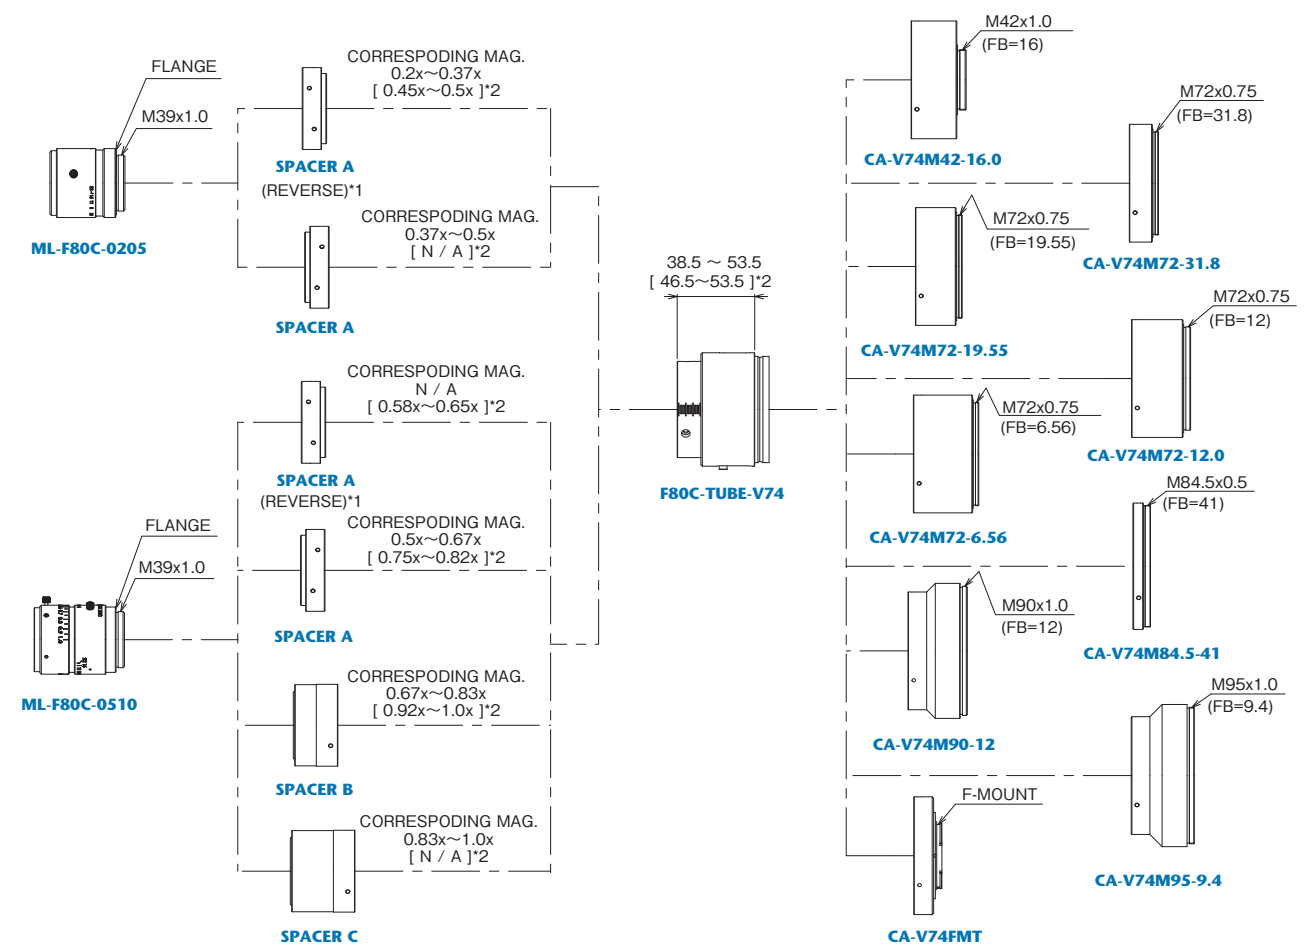 FLANGE
M39x1.0
ML-F80C-0205
CORRESPODING MAG.
0.2x～0.37x
[ 0.45x～0.5x ]*2
SPACER A
(REVERSE)*1
CORRESPODING MAG.
0.37x～0.5x
[ N / A ]*2
SPACER A
CORRESPODING MAG.
N / A
[ 0.58x～0.65x ]*2
SPACER A
(REVERSE)*1
FLANGE
M39x1.0
ML-F80C-0510
CORRESPODING MAG.
0.5x～0.67x
[ 0.75x～0.82x ]*2
SPACER A
CORRESPODING MAG.
0.67x～0.83x
[ 0.92x～1.0x ]*2
SPACER B
CORRESPODING MAG.
0.83x～1.0x
[ N / A ]*2
SPACER C
38.5 ～ 53.5
[ 46.5～53.5 ]*2
F80C-TUBE-V74
M42x1.0
(FB=16)
CA-V74M42-16.0
M72x0.75
(FB=31.8)
CA-V74M72-31.8
M72x0.75
(FB=19.55)
CA-V74M72-19.55
M72x0.75
(FB=12)
CA-V74M72-12.0
M72x0.75
(FB=6.56)
CA-V74M72-6.56
M84.5x0.5
(FB=41)
CA-V74M84.5-41
M90x1.0
(FB=12)
CA-V74M90-12
M95x1.0
(FB=9.4)
CA-V74M95-9.4
F-MOUNT
CA-V74FMT